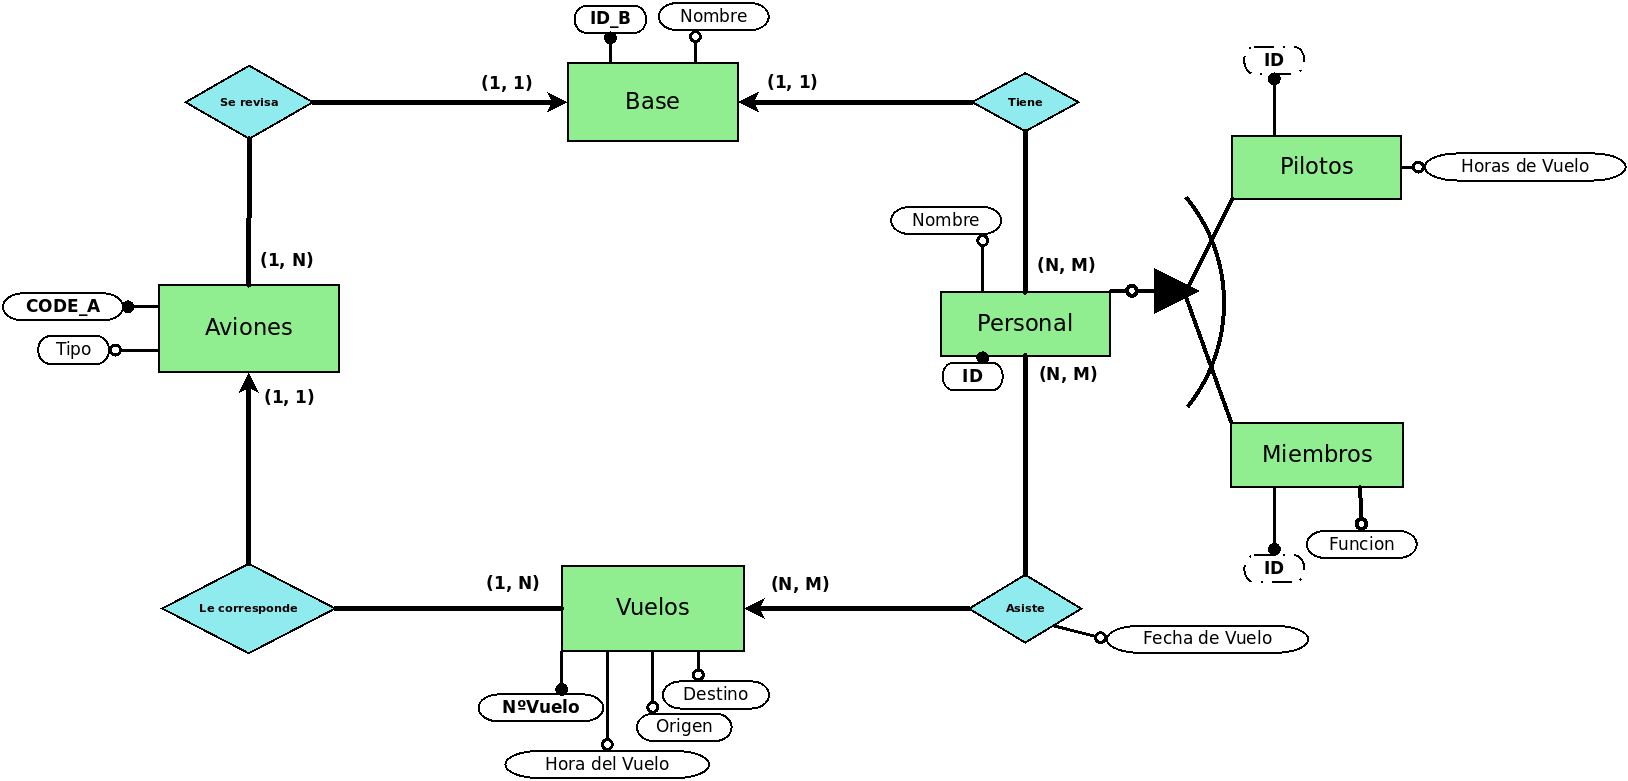 ID_B
Nombre
ID
Se revisa
(1, 1)
Base
(1, 1)
Tiene
Pilotos
Horas de Vuelo
Nombre
(1, N)
(N, M)
CODE_A
Aviones
Personal
Tipo
ID
(N, M)
(1, 1)
Miembros
Funcion
ID
Le corresponde
(1, N)
Vuelos
(N, M)
Asiste
Fecha de Vuelo
NºVuelo
Destino
Origen
Hora del Vuelo